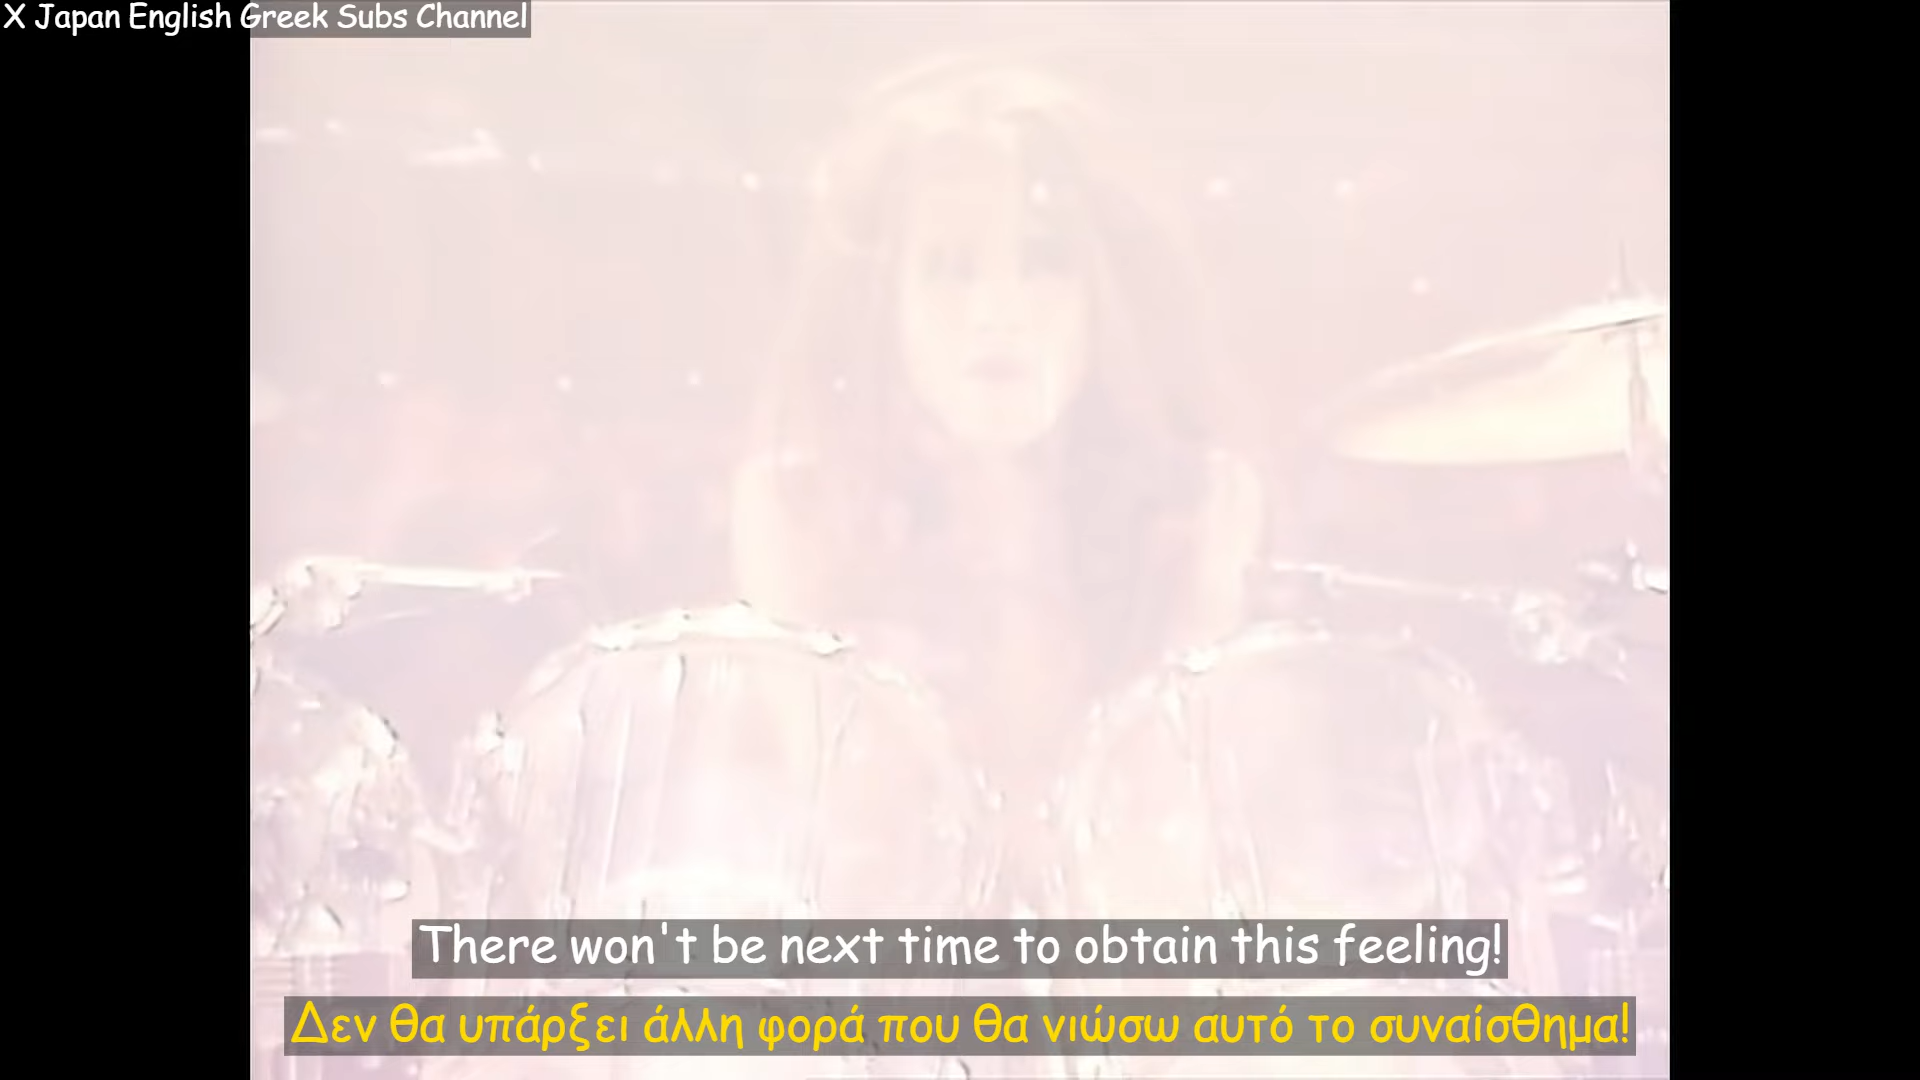 X Japan English Greek Subs Channel
There won't be next time to obtain this feeling!
Δεν θα υπάρξει άλλη φορά που θα νιώσω αυτό το συναίσθημα!